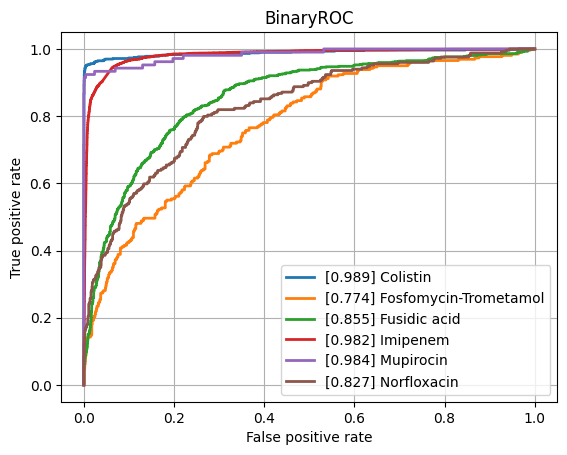 BinaryROC
True positive rate
1.0
0.8
0.6
0.4
0.2
0.0
[0.989] Colistin
[0.774] Fosfomycin-Trometamol
[0.855] Fusidic acid
[0.982] Imipenem
[0.984] Mupirocin
[0.827] Norfloxacin
0.0 0.2 0.4 0.6 0.8 1.0
False positive rate